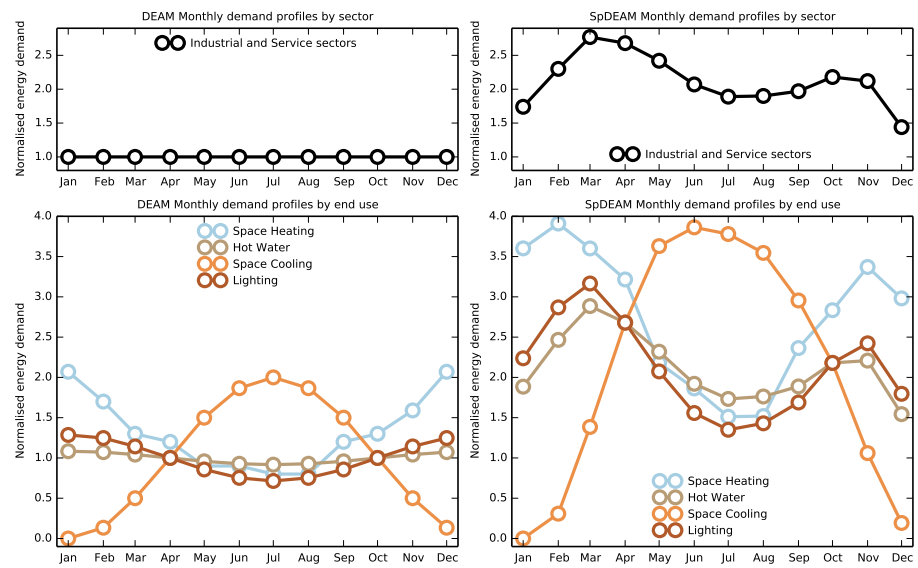 DEAM Monthly demand profiles by sector
Normalised energy demand
2.5
2.0
1.5
1.0
Industrial and Service sectors
Jan Feb Mar Apr May Jun Jul Aug Sep Oct Nov Dec
SpDEAM Monthly demand profiles by sector
Normalised energy demand
2.5
2.0
1.5
1.0
Industrial and Service sectors
Jan Feb Mar Apr May Jun Jul Aug Sep Oct Nov Dec
DEAM Monthly demand profiles by end use
Normalised energy demand
4.0
3.5
3.0
2.5
2.0
1.5
1.0
0.5
0.0
Space Heating
Hot Water
Space Cooling
Lighting
Jan Feb Mar Apr May Jun Jul Aug Sep Oct Nov Dec
SpDEAM Monthly demand profiles by end use
Normalised energy demand
4.0
3.5
3.0
2.5
2.0
1.5
1.0
0.5
0.0
Space Heating
Hot Water
Space Cooling
Lighting
Jan Feb Mar Apr May Jun Jul Aug Sep Oct Nov Dec